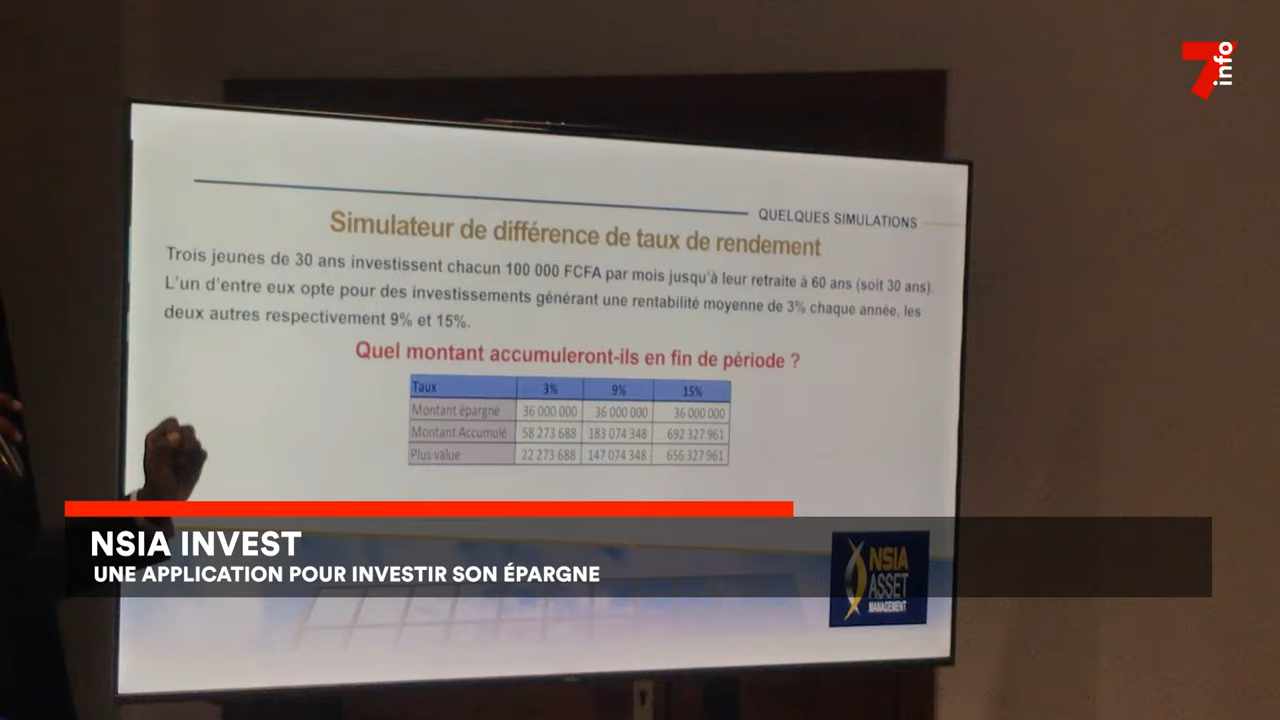 7info
QUELQUES SIMULATIONS
Simulateur de différence de taux de rendement
Trois jeunes de 30 ans investissent chacun 100 000 FCFA par mois jusqu'à leur retraite à 60 ans (soit 30 ans).
L'un d'entre eux opte pour des investissements générant une rentabilité moyenne de 3% chaque année, les
deux autres respectivement 9% et 15%.
Quel montant accumuleront-ils en fin de période ?
Taux 3% 9% 15%
Montant épargné 36 000 000 36 000 000 36 000 000
Montant Accumulé 58 273 688 183 074 348 692 327 961
Plus value 22 273 688 147 074 348 656 327 961
NSIA INVEST
UNE APPLICATION POUR INVESTIR SON ÉPARGNE
NSIA
ASSET
MANAGEMENT